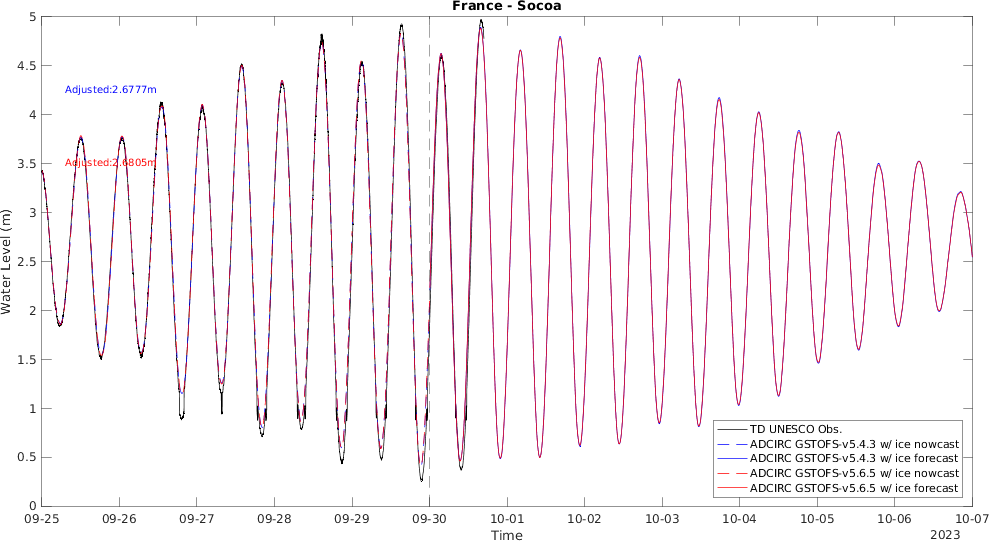 France - Socoa
5
4.5
4
3.5
3
2.5
2
1.5
1
0.5
0
Water Level (m)
Adjusted:2.6777m
Adjusted:2.6805m
TD UNESCO Obs.
ADCIRC GSTOFS-v5.4.3 w/ ice nowcast
ADCIRC GSTOFS-v5.4.3 w/ ice forecast
ADCIRC GSTOFS-v5.6.5 w/ ice nowcast
ADCIRC GSTOFS-v5.6.5 w/ ice forecast
09-25 09-26 09-27 09-28 09-29 09-30 10-01 10-02 10-03 10-04 10-05 10-06 10-07
Time
2023